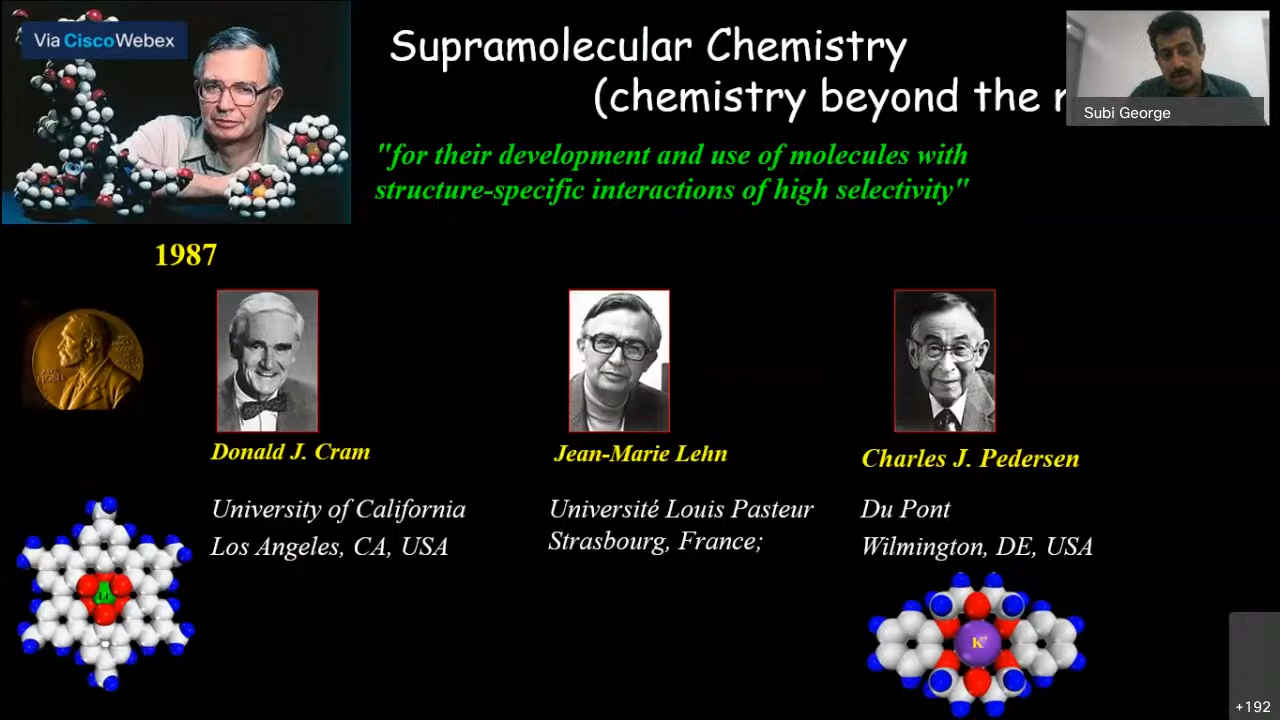 Via CiscoWebex
Supramolecular Chemistry
(chemistry beyond the
Subi George
"for their development and use of molecules with
structure-specific interactions of high selectivity"
1987
Donald J. Cram
Jean-Marie Lehn
Charles J. Pedersen
University of California
Los Angeles, CA, USA
Université Louis Pasteur
Strasbourg, France;
Du Pont
Wilmington, DE, USA
Li
K+
+192